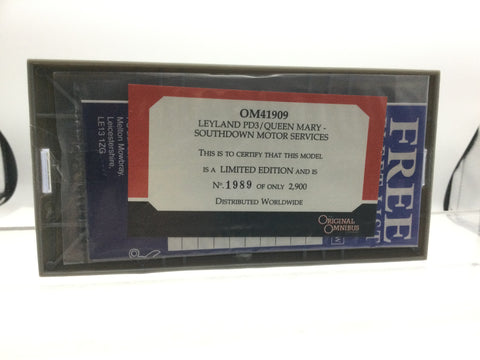 OM41909
LEYLAND PD3/QUEEN MARY -
SOUTHDOWN MOTOR SERVICES
THIS IS TO CERTIFY THAT THIS MODEL
IS A LIMITED EDITION AND IS
No. 1989 OF ONLY 2,900
DISTRIBUTED WORLDWIDE
ORIGINAL
OMNIBUS
FREE
Melton Mowbray,
Leicestershire,
LE13 1ZG